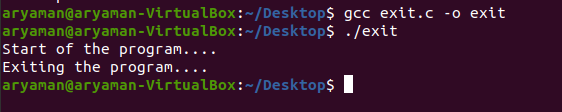 aryaman@aryaman-VirtualBox:~/Desktop$ gcc exit.c -o exit
aryaman@aryaman-VirtualBox:~/Desktop$ ./exit
Start of the program....
Exiting the program....
aryaman@aryaman-VirtualBox:~/Desktop$